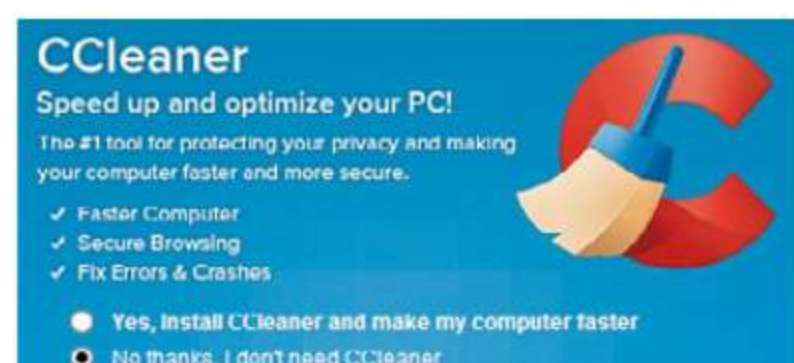 CCleaner
Speed up and optimize your PC!
The #1 tool for protecting your privacy and making
your computer faster and more secure.
✓ Faster Computer
✓ Secure Browsing
✓ Fix Errors & Crashes
Yes, Install CCleaner and make my computer faster
No thanks, I don't need CCleaner